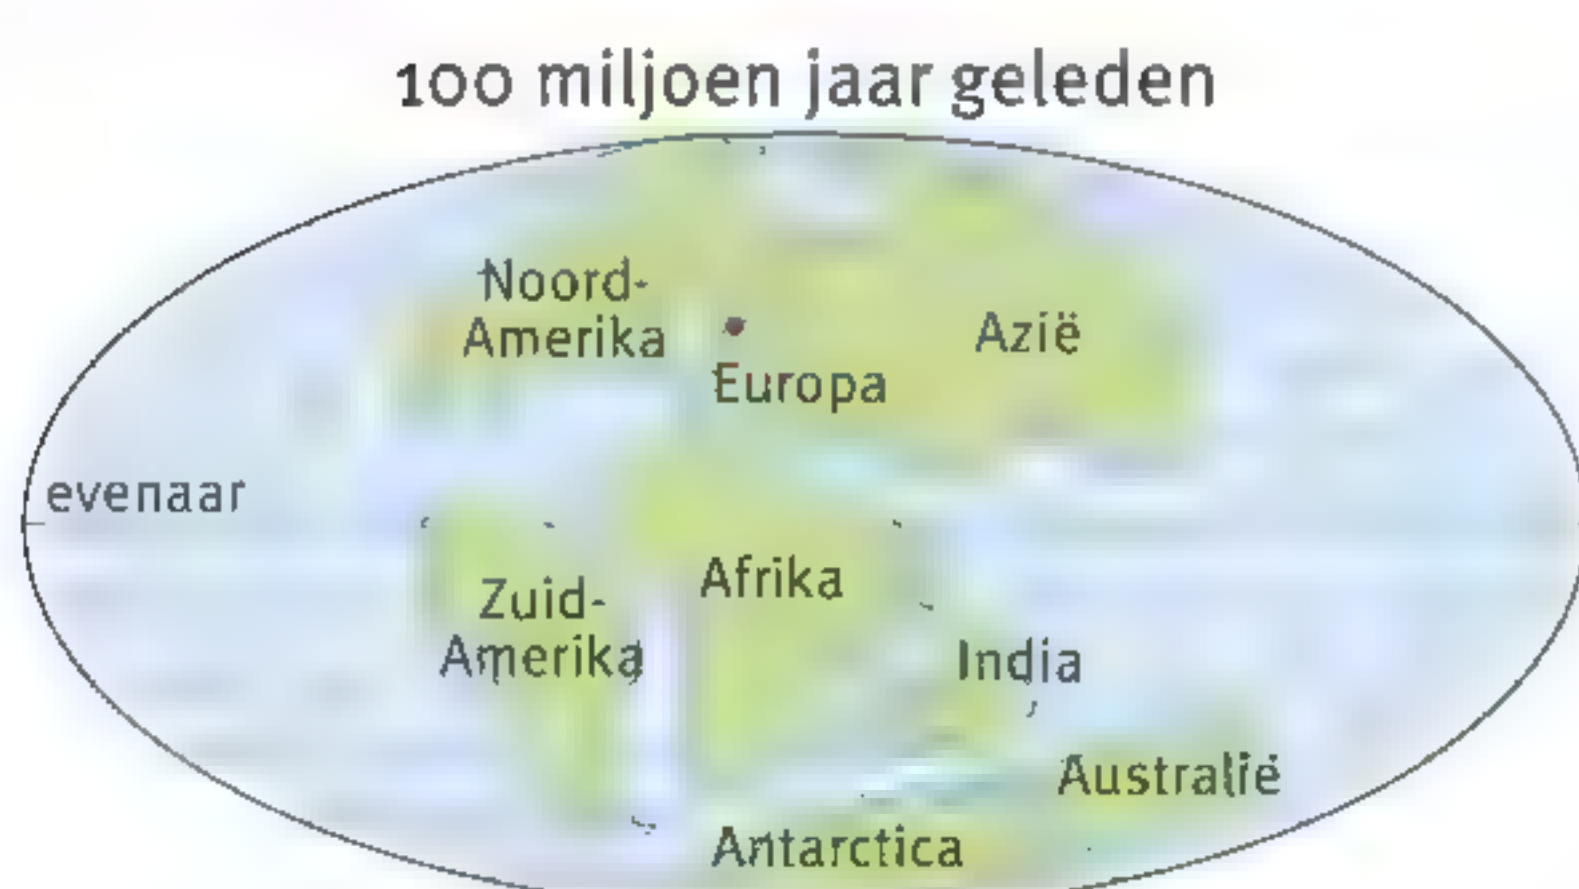 100 miljoen jaar geleden
Noord-
Amerika
Azië
Europa
evenaar
Afrika
Zuid-
Amerika
India
Australië
Antarctica